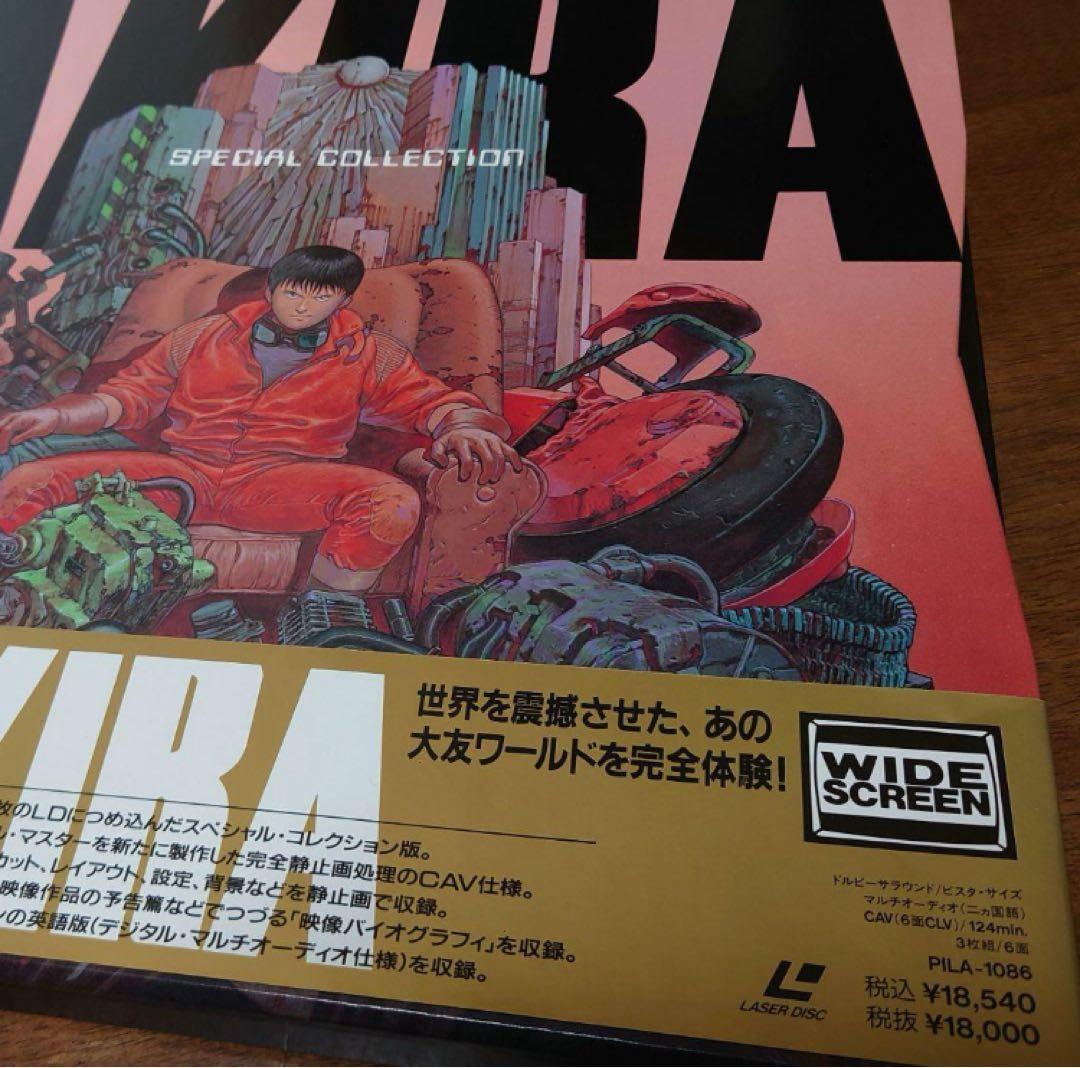 KIRA
SPECIAL COLLECTION
KIRA
世界を震撼させた、あの
大友ワールドを完全体験!
WIDE
SCREEN
枚のLDにつめ込んだスペシャル・コレクション版。
ル・マスターを新たに製作した完全静止画処理のCAV仕様。
カット、レイアウト、設定、背景などを静止画で収録。
映像作品の予告篇などでつづる「映像バイオグラフィ」を収録。
の英語版(デジタル・マルチオーディオ仕様)を収録。
ドルビーサラウンド/ビスタ・サイズ
マルチオーディオ(二ヵ国語)
CAV(6面CLV)/124min.
3枚組/6面
PILA-1086
LASER DISC
税込 ¥18,540
税抜 ¥18,000